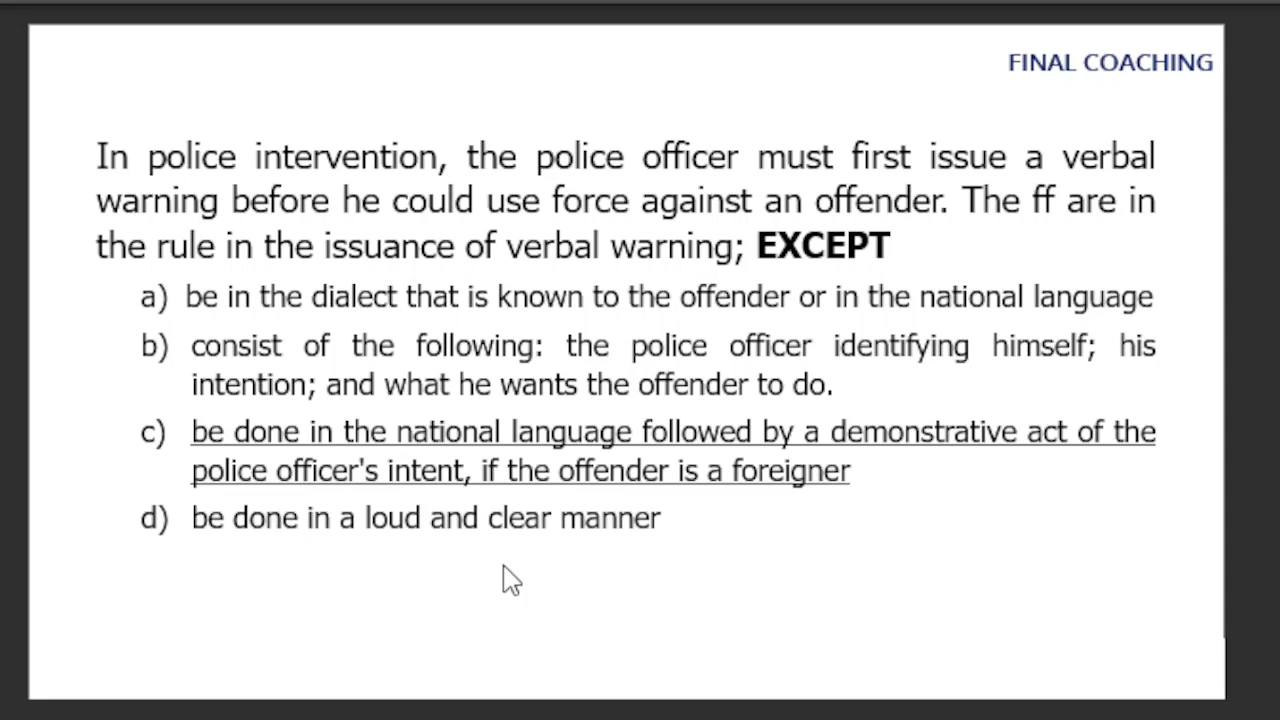 FINAL COACHING
In police intervention, the police officer must first issue a verbal
warning before he could use force against an offender. The ff are in
the rule in the issuance of verbal warning; EXCEPT
a) be in the dialect that is known to the offender or in the national language
b) consist of the following: the police officer identifying himself; his
intention; and what he wants the offender to do.
c) be done in the national language followed by a demonstrative act of the
police officer's intent, if the offender is a foreigner
d) be done in a loud and clear manner